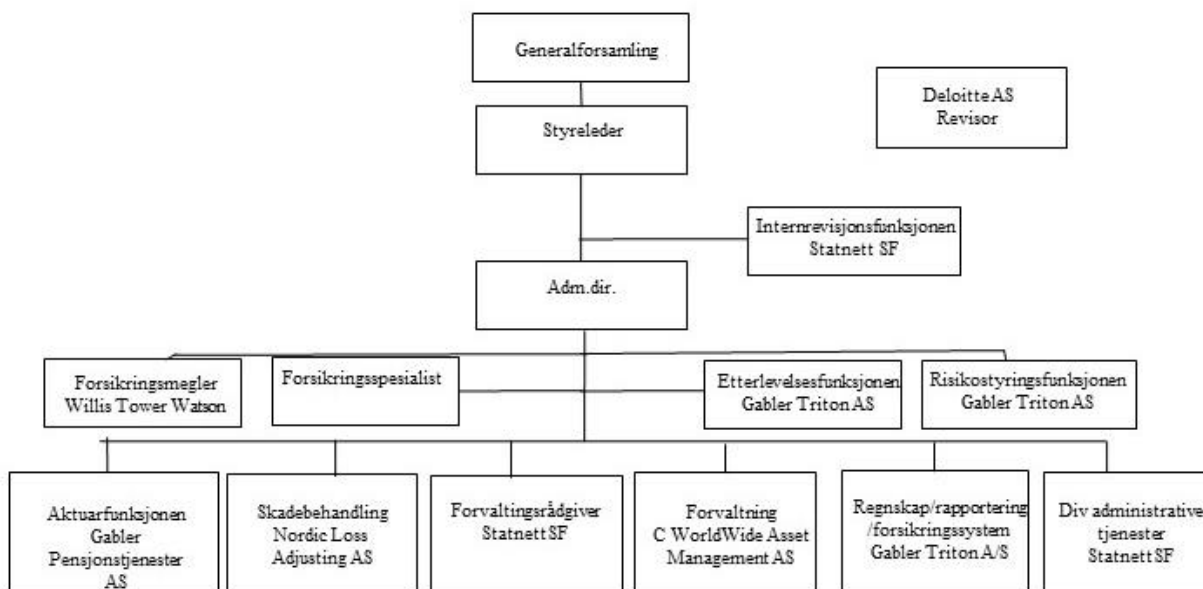 Generalforsamling
Deloitte AS
Revisor
Styreleder
Internrevisjonsfunksjonen
Statnett SF
Adm.dir.
Forsikringsmegler
Willis Tower Watson
Forsikringsspesialist
Etterlevelsesfunksjonen
Gabler Triton AS
Risikostyringsfunksjonen
Gabler Triton AS
Aktuarfunksjonen
Gabler
Pensjonstjenester
AS
Skadebehandling
Nordic Loss
Adjusting AS
Forvaltingsrådgiver
Statnett SF
Forvaltning
C WorldWide Asset
Management AS
Regnskap/rapportering
/forsikringssystem
Gabler Triton A/S
Div administrative
tjenester
Statnett SF